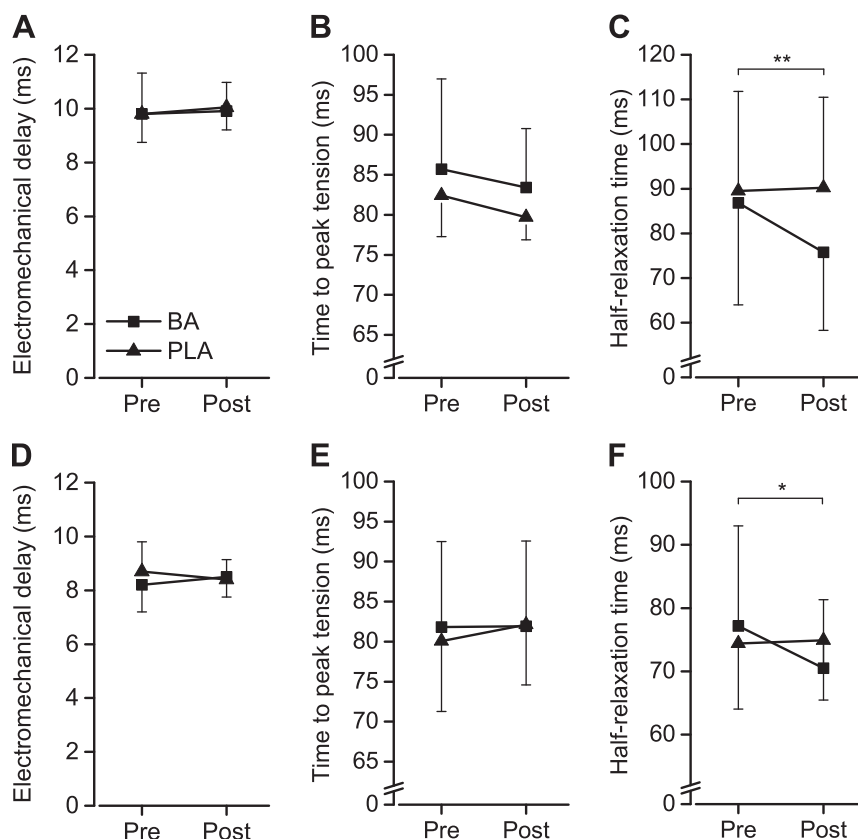 A
Electromechanical delay (ms)
12
10
8
6
4
2
0
BA
PLA
Pre
Post
B
Time to peak tension (ms)
100
95
90
85
80
75
70
65
0
Pre
Post
C
Half-relaxation time (ms)
120
110
100
90
80
70
60
0
**
Pre
Post
D
Electromechanical delay (ms)
12
10
8
6
4
2
0
Pre
Post
E
Time to peak tension (ms)
100
95
90
85
80
75
70
65
0
Pre
Post
F
Half-relaxation time (ms)
100
90
80
70
60
0
*
Pre
Post